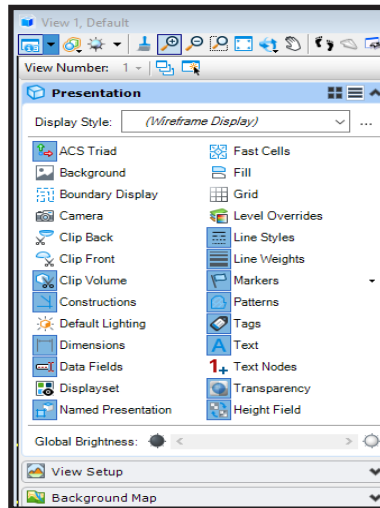 View 1, Default
View Number: 1
Presentation
Display Style: (Wireframe Display) ...
ACS Triad Fast Cells
Background Fill
Boundary Display Grid
Camera Level Overrides
Clip Back Line Styles
Clip Front Line Weights
Clip Volume Markers
Constructions Patterns
Default Lighting Tags
Dimensions Text
Data Fields Text Nodes
Displayset Transparency
Named Presentation Height Field
Global Brightness:
View Setup
Background Map